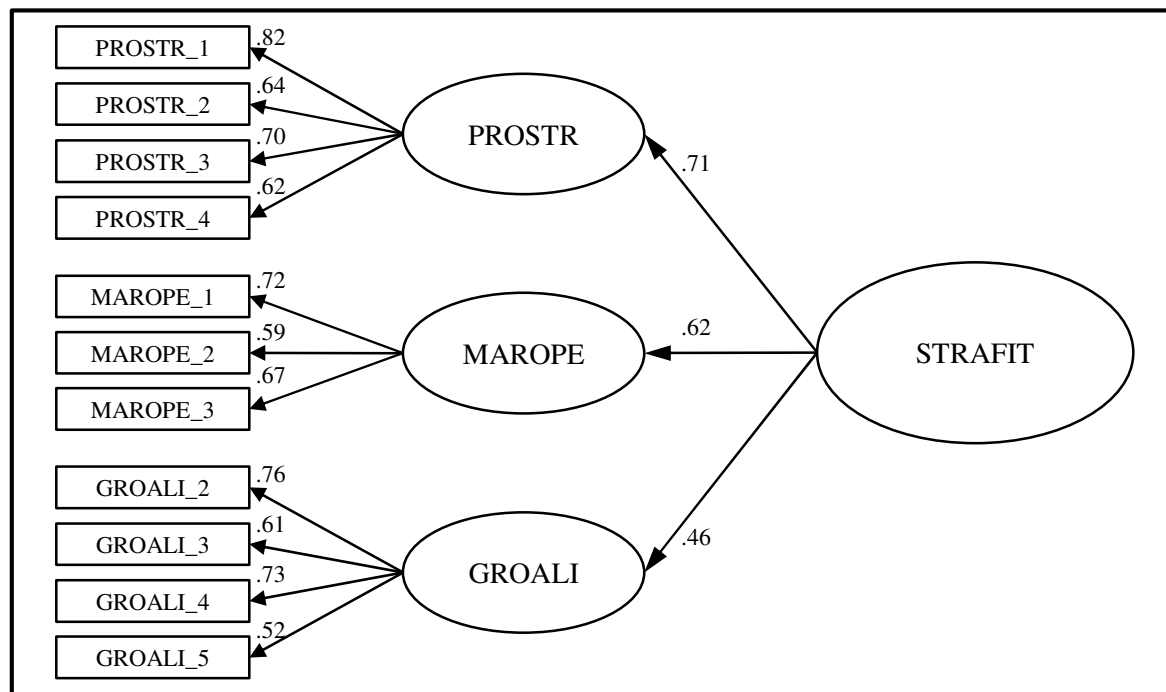 PROSTR_1
.82
PROSTR_2
.64
PROSTR_3
.70
PROSTR_4
.62
PROSTR
.71
MAROPE_1
.72
MAROPE_2
.59
MAROPE_3
.67
MAROPE
.62
STRAFIT
GROALI_2
.76
GROALI_3
.61
GROALI_4
.73
GROALI_5
.52
GROALI
.46